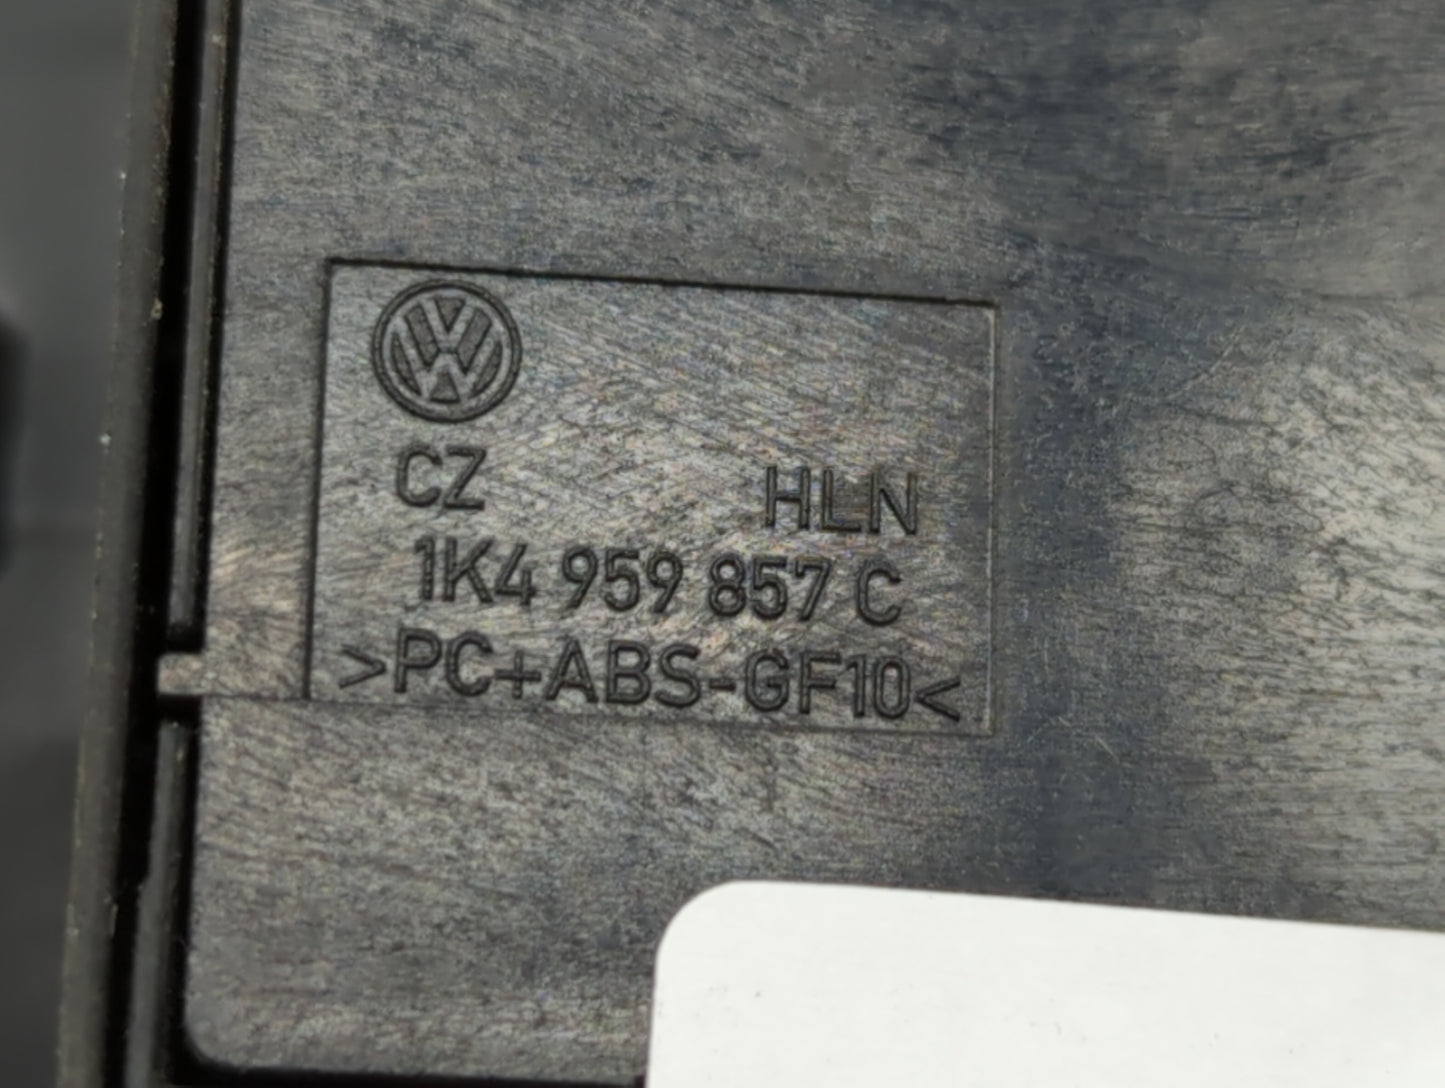 CZ HLN
1K4 959 857 C
>PC+ABS-GF10<